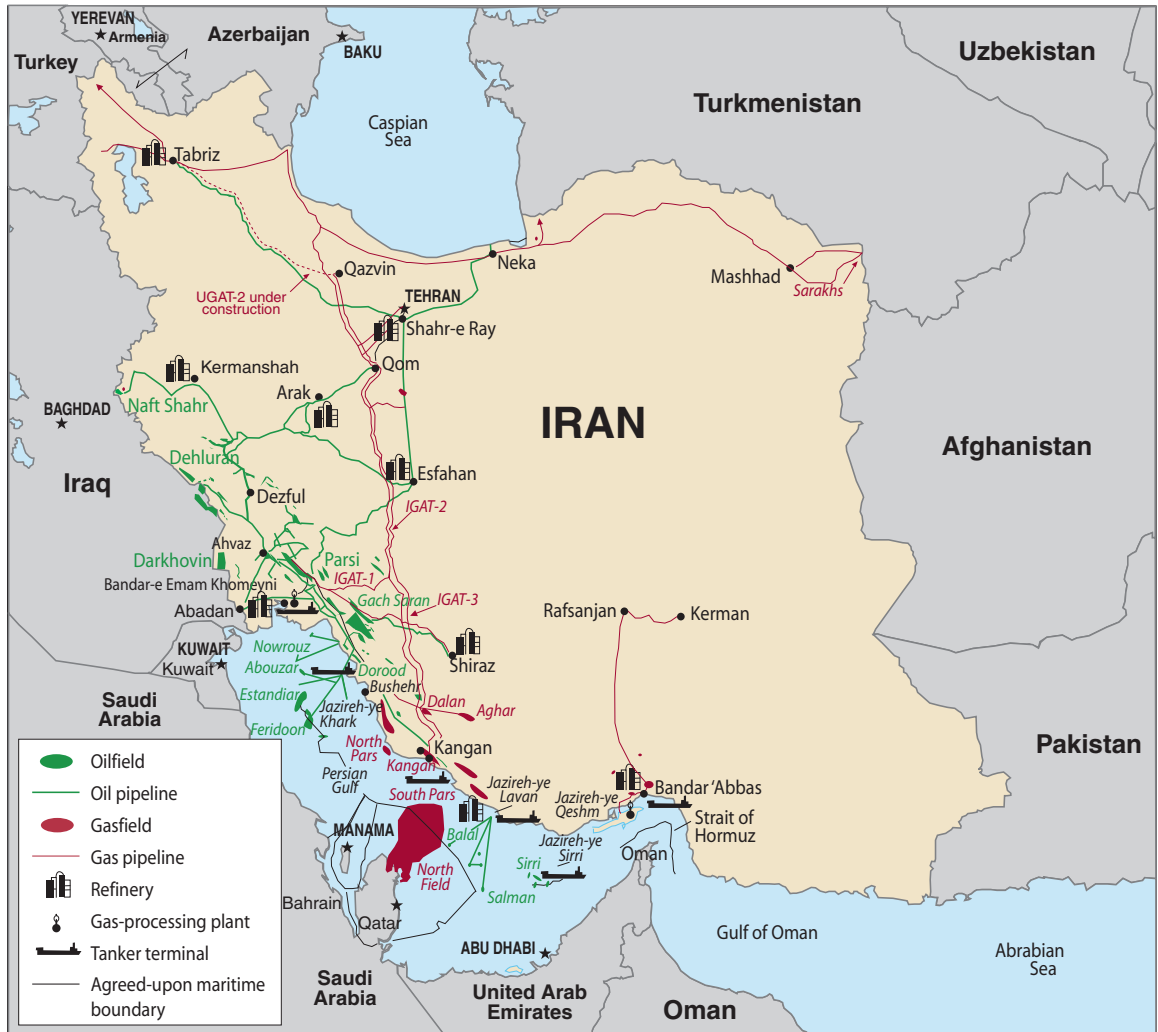 YEREVAN
Armenia
Azerbaijan
BAKU
Uzbekistan
Turkey
Turkmenistan
Caspian
Sea
Tabriz
Neka
Qazvin
Mashhad
Sarakhs
UGAT-2 under
construction
TEHRAN
Shahr-e Ray
Kermanshah
Qom
Arak
Naft Shahr
BAGHDAD
IRAN
Afghanistan
Dehluran
Esfahan
Iraq
Dezful
IGAT-2
Ahvaz
Darkhovin
Parsi
Bandar-e Emam Khomeyni
IGAT-1
Gach Saran
IGAT-3
Abadan
Rafsanjan
Kerman
KUWAIT
Kuwait
Nowrouz
Shiraz
Abouzar
Dorood
Bushehr
Saudi
Arabia
Estandiar
Jazireh-ye
Khark
Dalan
Aghar
Feridoon
North
Pars
Kangan
Kangan
Pakistan
Persian
Gulf
Jazireh-ye
Lavan
Jazireh-ye
Qeshm
Bandar ‘Abbas
South Pars
Strait of
Hormuz
MANAMA
Balal
Jazireh-ye
Sirri
Oman
North
Field
Sirri
Salman
Bahrain
Qatar
ABU DHABI
Gulf of Oman
Abrabian
Sea
Saudi
Arabia
United Arab
Emirates
Oman
Oilfield
Oil pipeline
Gasfield
Gas pipeline
Refinery
Gas-processing plant
Tanker terminal
Agreed-upon maritime
boundary